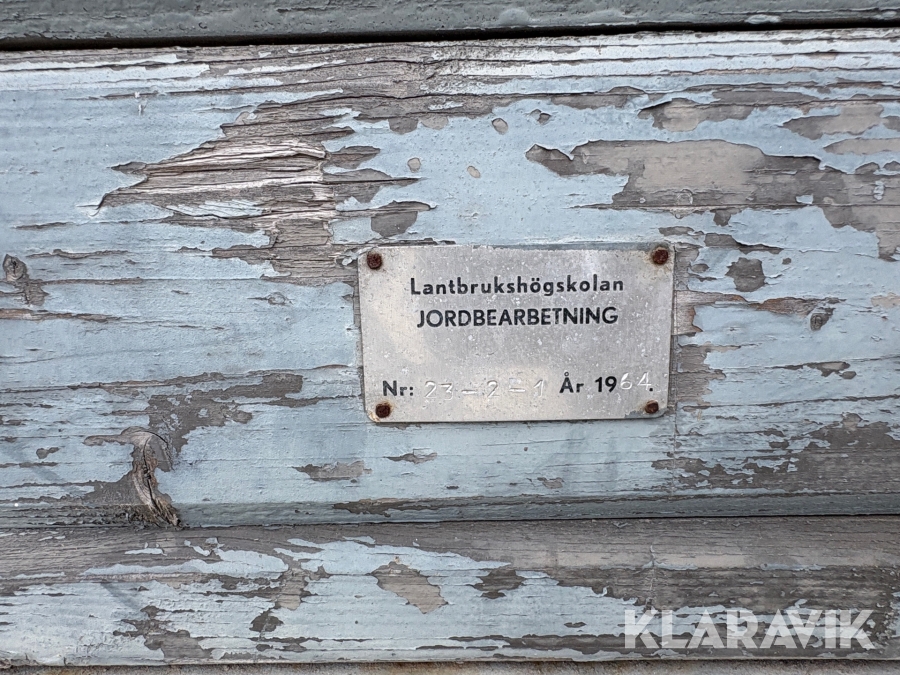 Lantbrukshögskolan
JORDBEARBETNING
Nr: 23-2-1 År 1964.
KLARAVIK